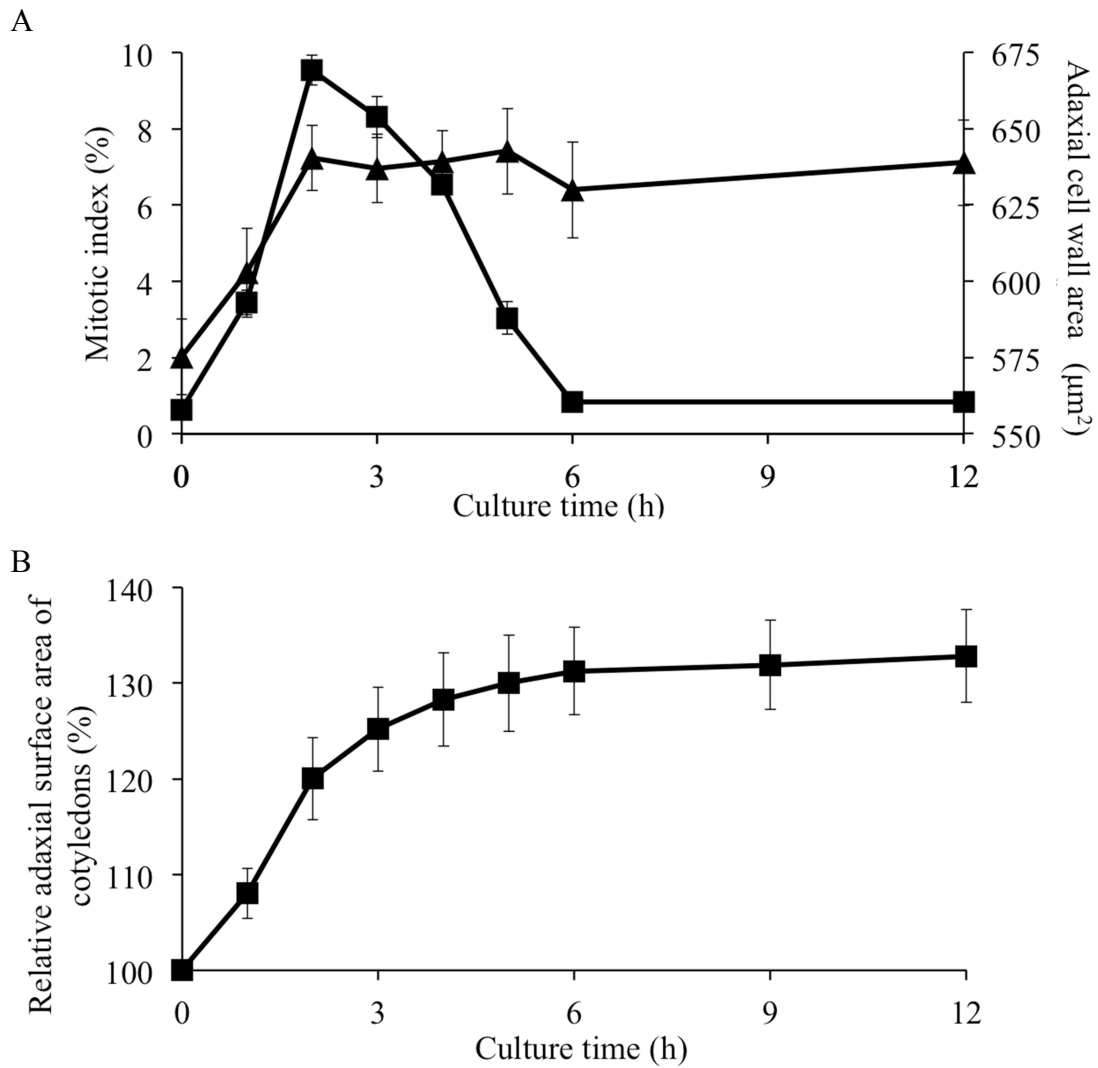 A
10
8
6
4
2
0
Mitotic index (%)
675
650
625
600
575
550
Adaxial cell wall area (μm²)
0 3 6 9 12
Culture time (h)
B
140
130
120
110
100
Relative adaxial surface area of
cotyledons (%)
0 3 6 9 12
Culture time (h)